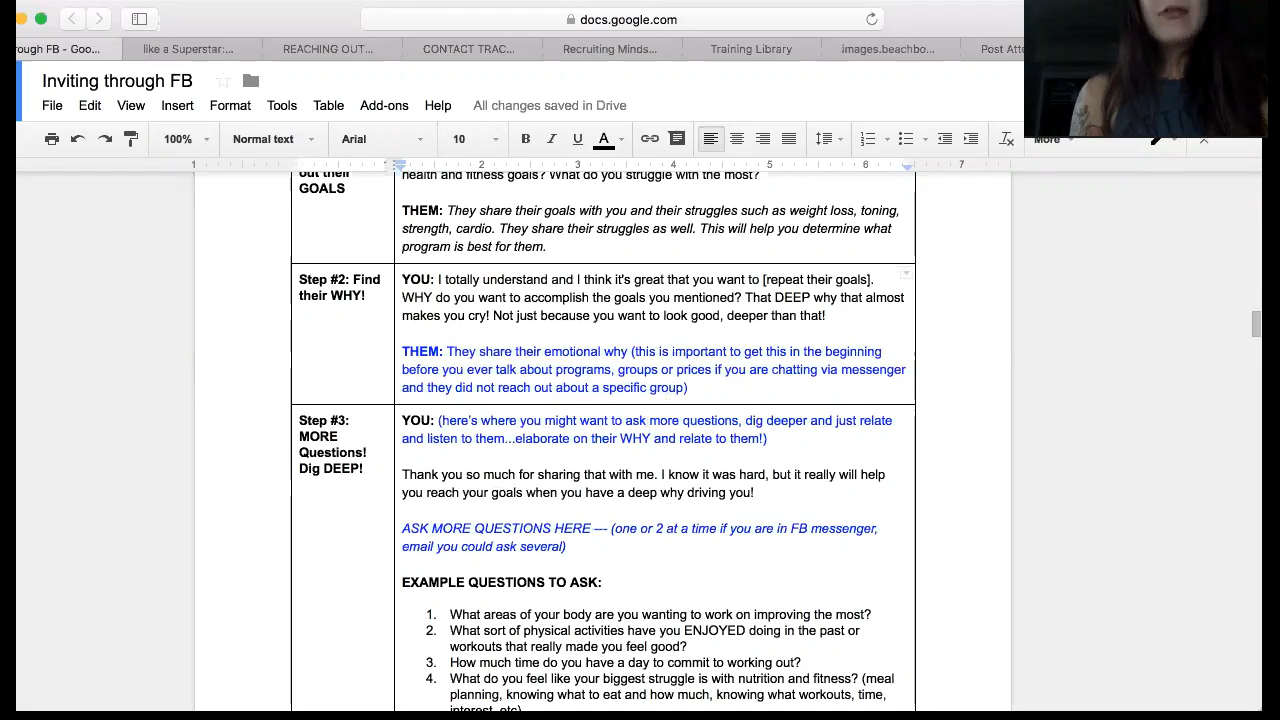 docs.google.com
rough FB - Goo...
like a Superstar:...
REACHING OUT...
CONTACT TRAC...
Recruiting Minds...
Training Library
images.beachbo...
Post Atte
Inviting through FB
File Edit View Insert Format Tools Table Add-ons Help All changes saved in Drive
100% Normal text Arial 10 B I U A More
1 1 2 3 4 5 6 7
out their
GOALS
health and fitness goals? What do you struggle with the most?
THEM: They share their goals with you and their struggles such as weight loss, toning,
strength, cardio. They share their struggles as well. This will help you determine what
program is best for them.
Step #2: Find
their WHY!
YOU: I totally understand and I think it's great that you want to [repeat their goals].
WHY do you want to accomplish the goals you mentioned? That DEEP why that almost
makes you cry! Not just because you want to look good, deeper than that!
THEM: They share their emotional why (this is important to get this in the beginning
before you ever talk about programs, groups or prices if you are chatting via messenger
and they did not reach out about a specific group)
Step #3:
MORE
Questions!
Dig DEEP!
YOU: (here's where you might want to ask more questions, dig deeper and just relate
and listen to them...elaborate on their WHY and relate to them!)
Thank you so much for sharing that with me. I know it was hard, but it really will help
you reach your goals when you have a deep why driving you!
ASK MORE QUESTIONS HERE --- (one or 2 at a time if you are in FB messenger,
email you could ask several)
EXAMPLE QUESTIONS TO ASK:
1. What areas of your body are you wanting to work on improving the most?
2. What sort of physical activities have you ENJOYED doing in the past or
workouts that really made you feel good?
3. How much time do you have a day to commit to working out?
4. What do you feel like your biggest struggle is with nutrition and fitness? (meal
planning, knowing what to eat and how much, knowing what workouts, time,
interest, etc)